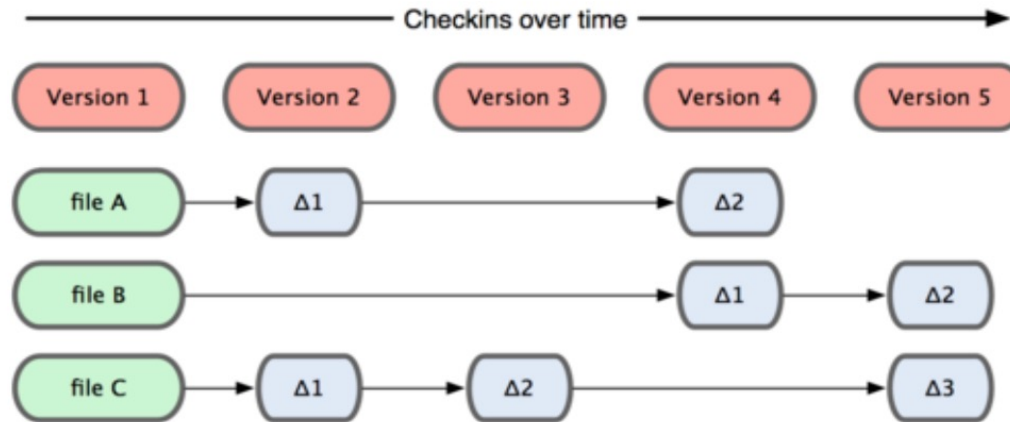 Checkins over time
Version 1 Version 2 Version 3 Version 4 Version 5
file A Δ1 Δ2
file B Δ1 Δ2
file C Δ1 Δ2 Δ3